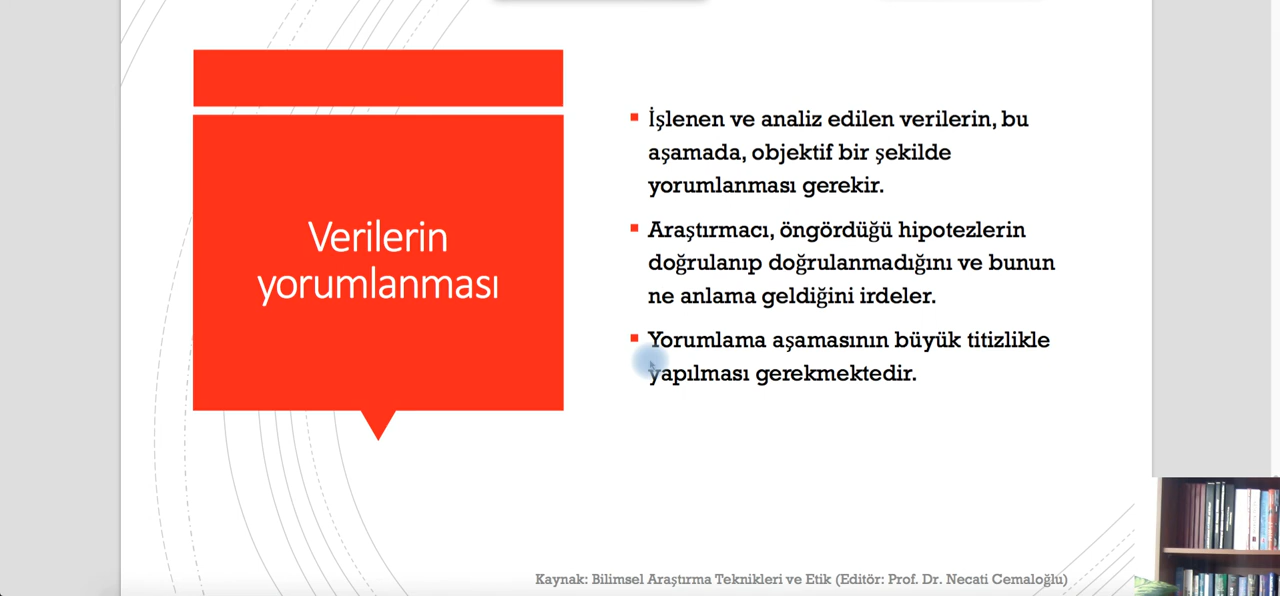 Verilerin
yorumlanması
İşlenen ve analiz edilen verilerin, bu
aşamada, objektif bir şekilde
yorumlanması gerekir.
Araştırmacı, öngördüğü hipotezlerin
doğrulanıp doğrulanmadığını ve bunun
ne anlama geldiğini irdeler.
Yorumlama aşamasının büyük titizlikle
yapılması gerekmektedir.
Kaynak: Bilimsel Araştırma Teknikleri ve Etik (Editör: Prof. Dr. Necati Cemaloğlu)